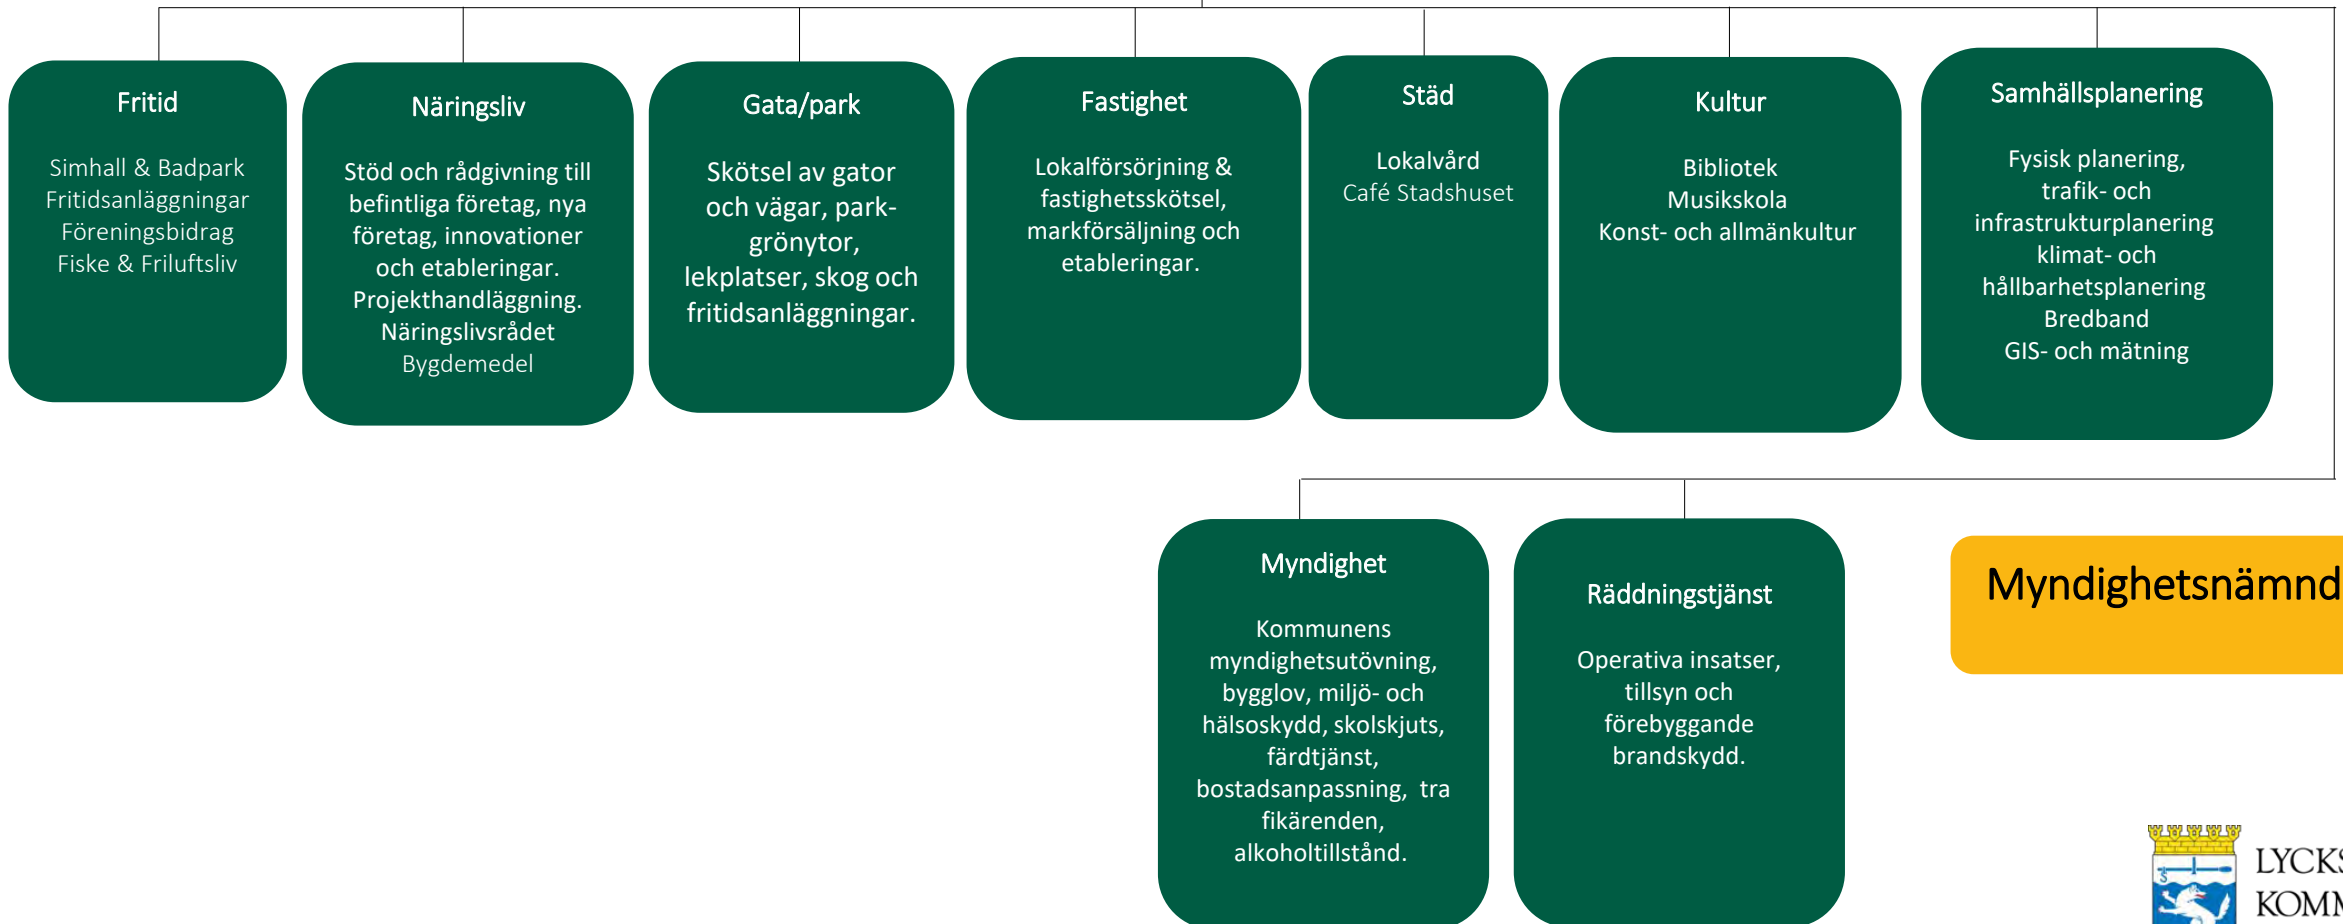 Fritid
Simhall & Badpark
Fritidsanläggningar
Föreningsbidrag
Fiske & Friluftsliv
Näringsliv
Stöd och rådgivning till
befintliga företag, nya
företag, innovationer
och etableringar.
Projekthandläggning.
Näringslivsrådet
Bygdemedel
Gata/park
Skötsel av gator
och vägar, park-
grönytor,
lekplatser, skog och
fritidsanläggningar.
Fastighet
Lokalförsörjning &
fastighetsskötsel,
markförsäljning och
etableringar.
Städ
Lokalvård
Café Stadshuset
Kultur
Bibliotek
Musikskola
Konst- och allmänkultur
Samhällsplanering
Fysisk planering,
trafik- och
infrastrukturplanering
klimat- och
hållbarhetsplanering
Bredband
GIS- och mätning
Myndighet
Kommunens
myndighetsutövning,
bygglov, miljö- och
hälsoskydd, skolskjuts,
färdtjänst,
bostadsanpassning, tra
fikärenden,
alkoholtillstånd.
Räddningstjänst
Operativa insatser,
tillsyn och
förebyggande
brandskydd.
Myndighetsnämnd
LYCKS
KOMM